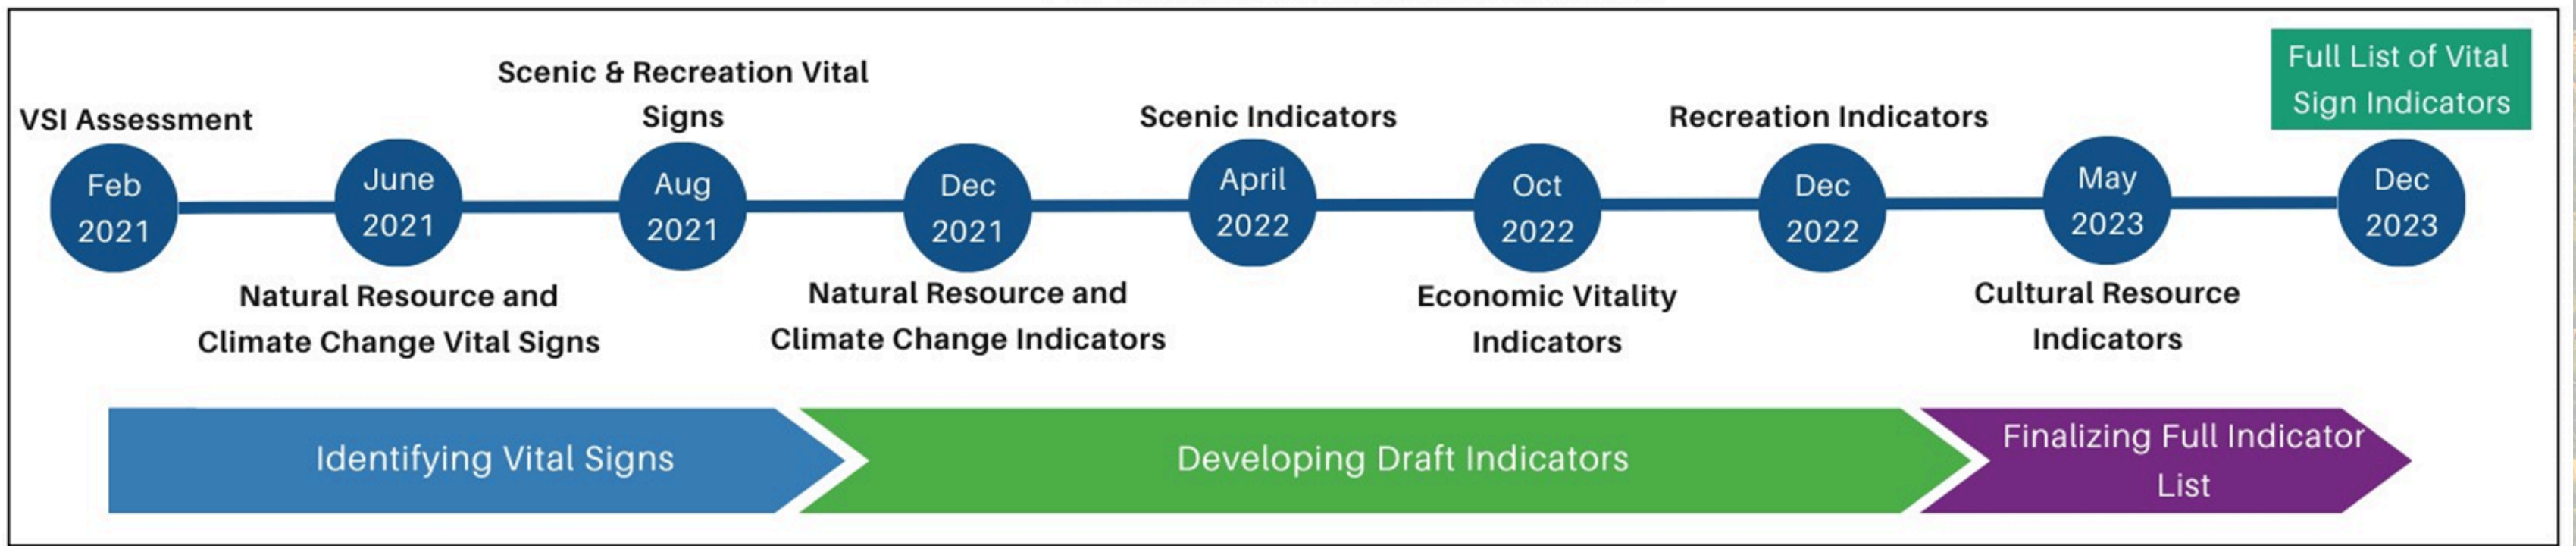 Full List of Vital
Sign Indicators
Scenic & Recreation Vital
Signs
VSI Assessment
Scenic Indicators
Recreation Indicators
Feb
2021
June
2021
Aug
2021
Dec
2021
April
2022
Oct
2022
Dec
2022
May
2023
Dec
2023
Natural Resource and
Climate Change Vital Signs
Natural Resource and
Climate Change Indicators
Economic Vitality
Indicators
Cultural Resource
Indicators
Identifying Vital Signs
Developing Draft Indicators
Finalizing Full Indicator
List